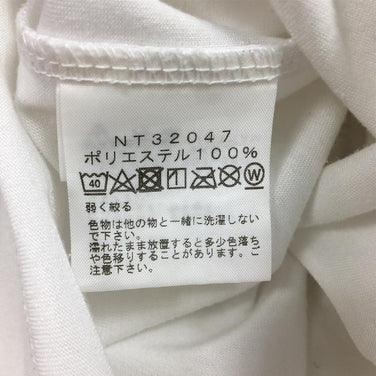 NT32047
ポリエステル100%
40 W
弱く絞る
色物は他の物と一緒に洗濯しない
で下さい。
濡れたまま放置すると多少色落ち
や色移りすることがあります。ご
注意下さい。